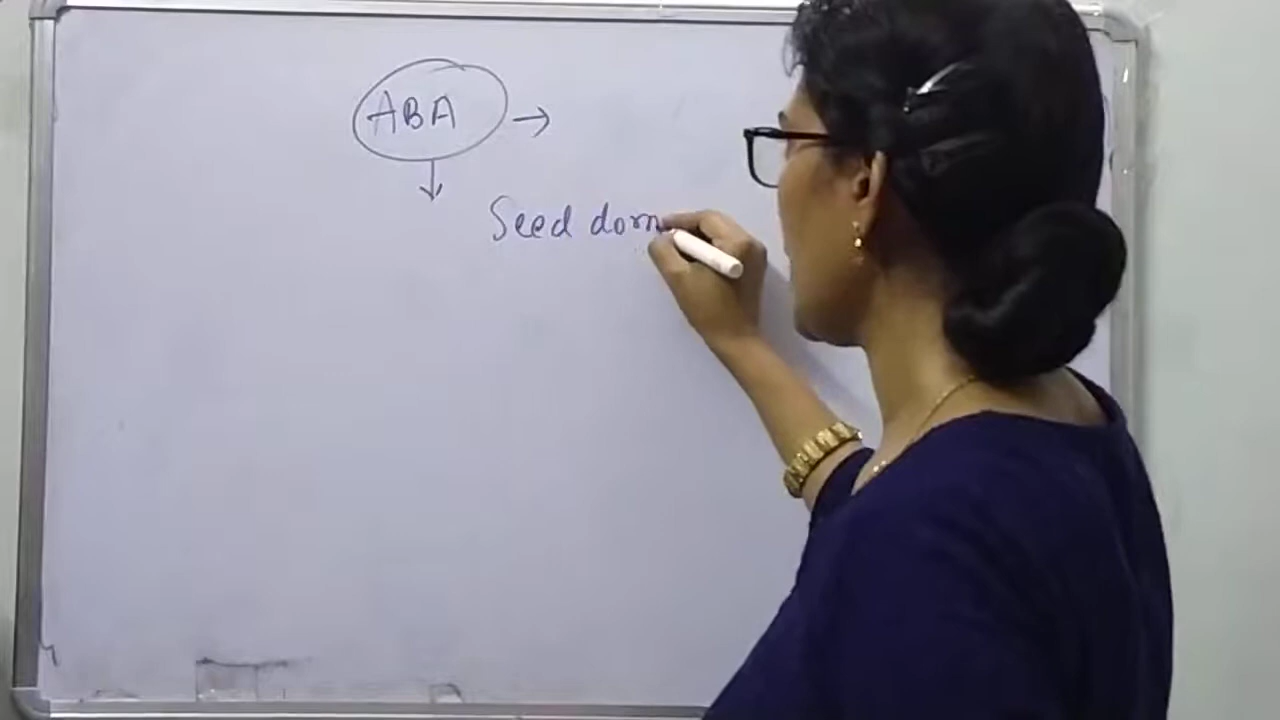 ABA →
↓
Seed dorm